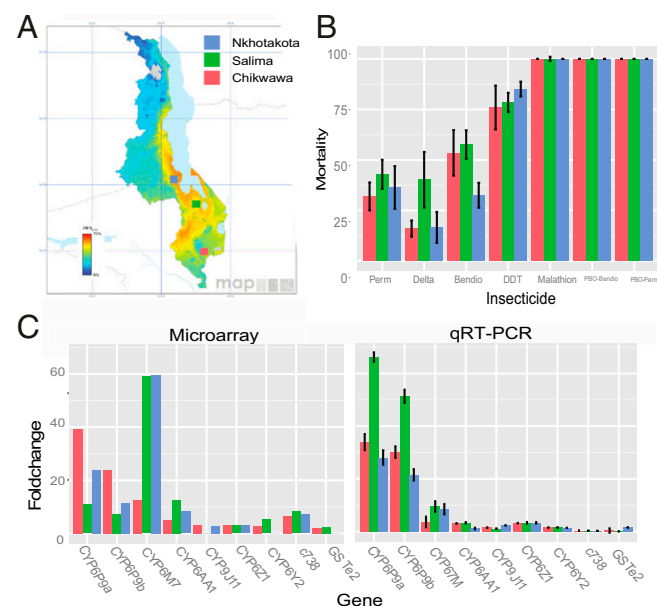 A
Nkhotakota
Salima
Chikwawa
map
B
Mortality
100
75
50
25
0
Perm
Delta
Bendio
DDT
Malathion
PBO-Bendio
PBO-Perm
Insecticide
C
Microarray
qRT-PCR
Foldchange
60
40
20
0
CYP6P9a
CYP6P9b
CYP6M7
CYP6AA1
CYP9J11
CYP6Z1
CYP6Y2
c738
GSTe2
CYP6P9a
CYP6P9b
CYP67M
CYP6AA1
CYP9J11
CYP6Z1
CYP6Y2
c738
GSTe2
Gene